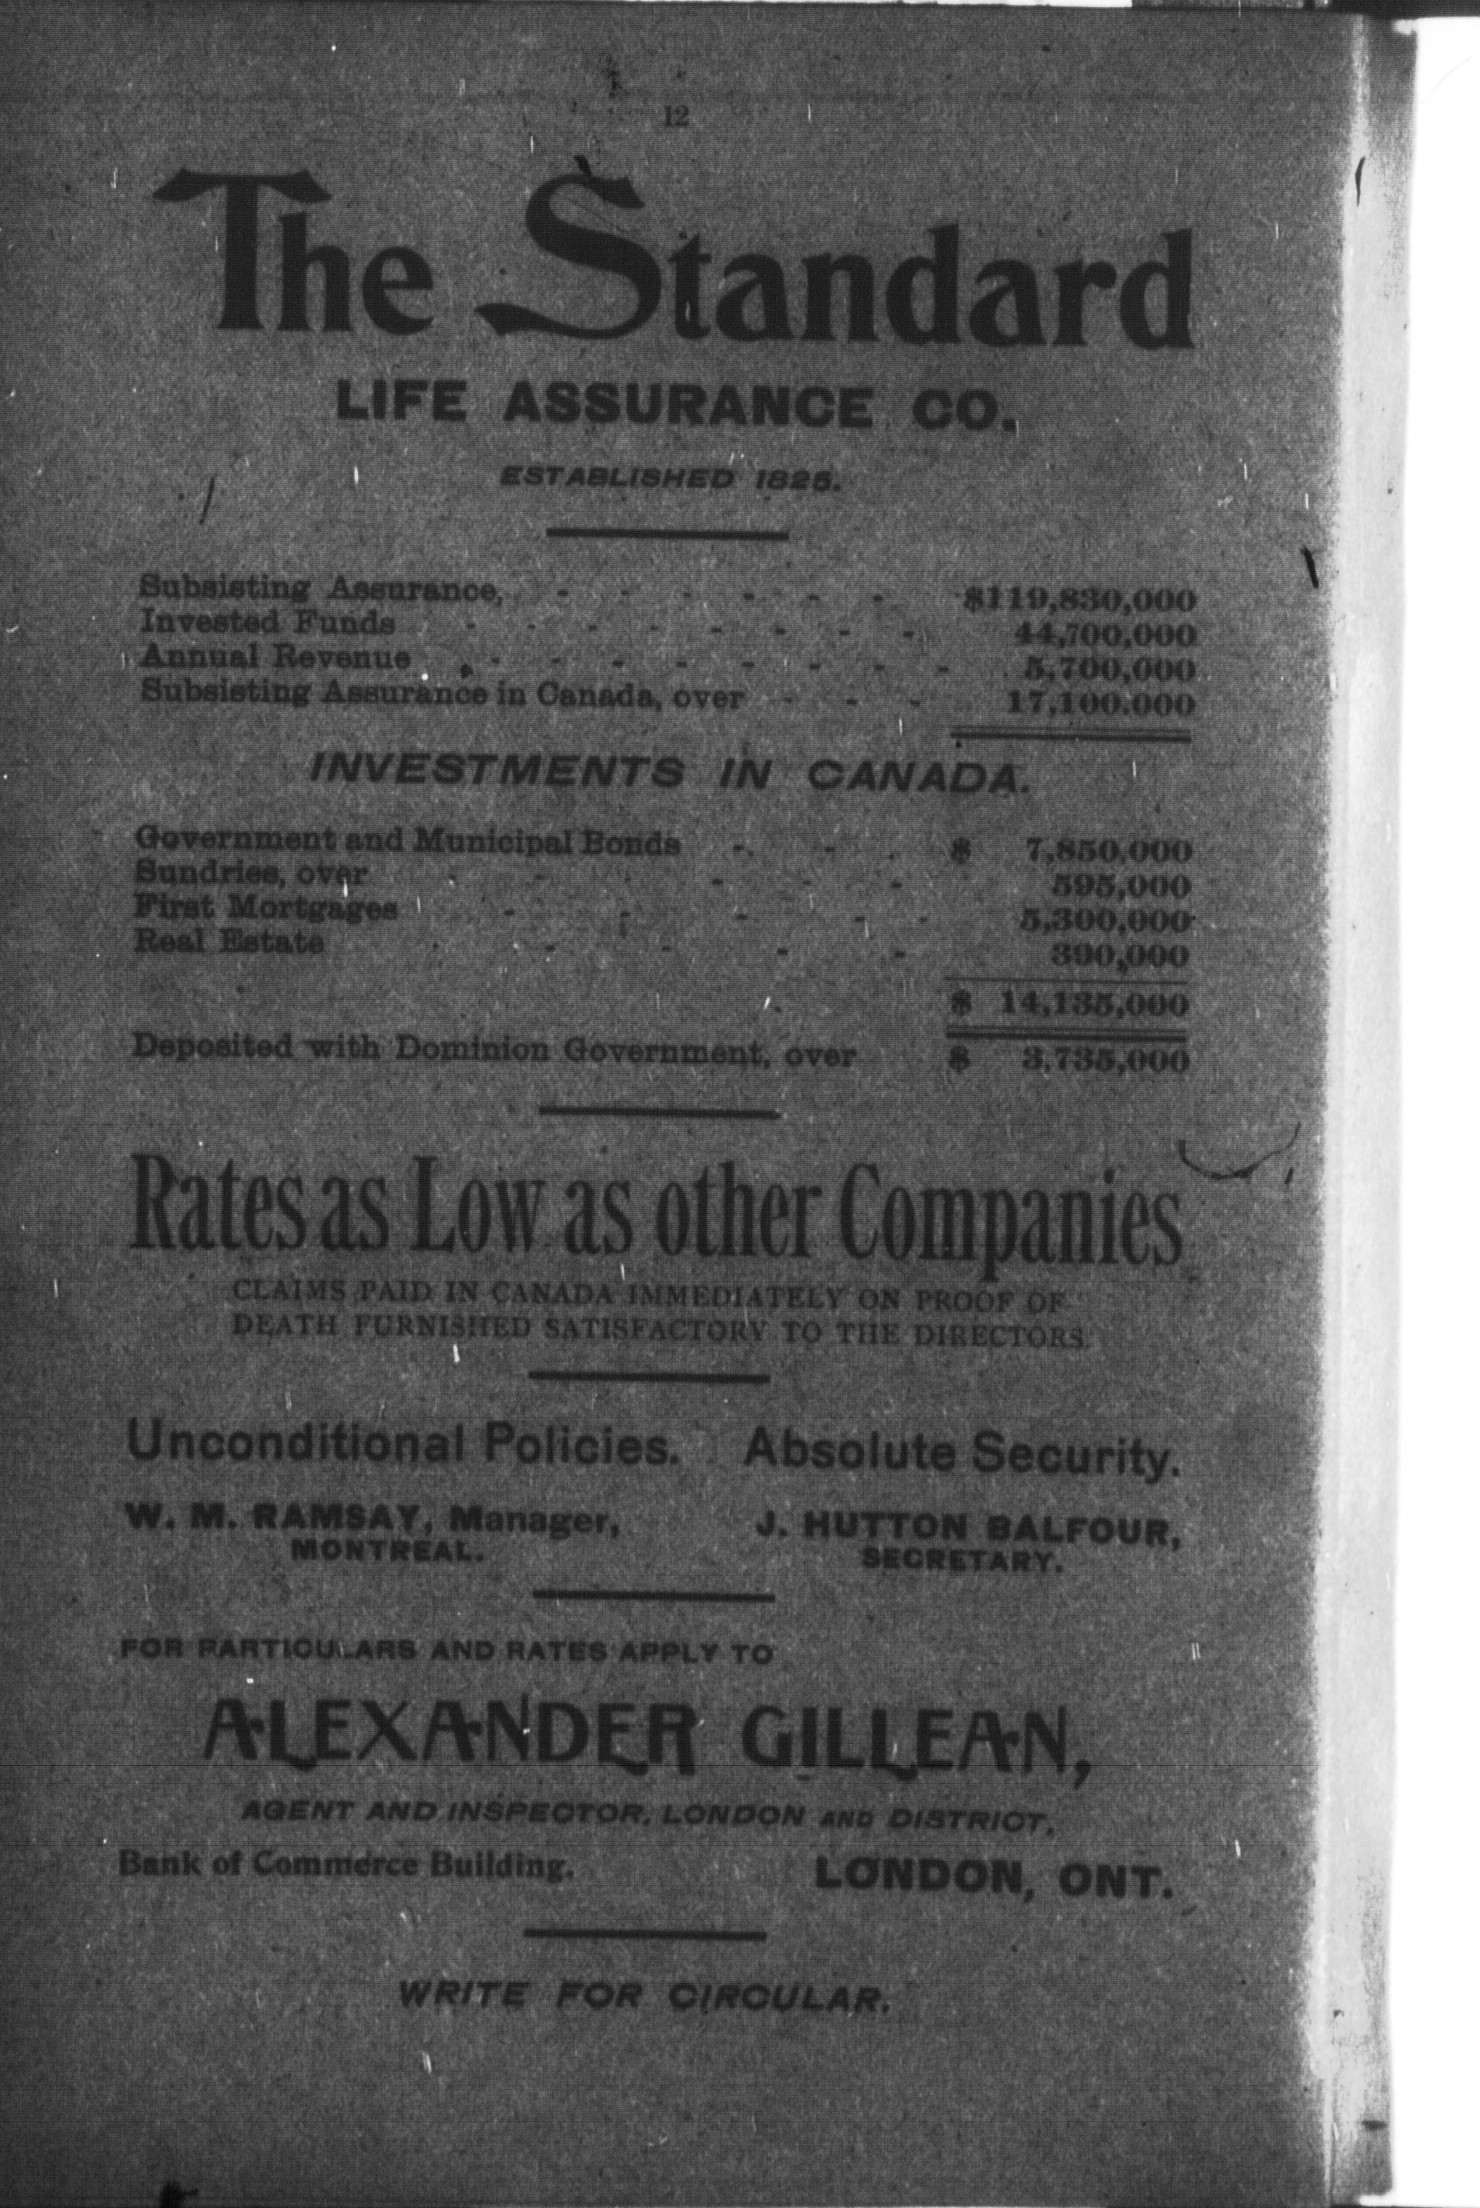 12
The Standard
LIFE ASSURANCE CO.
ESTABLISHED 1825.
Subsisting Assurance, - - - - - - $119,830,000
Invested Funds - - - - - - - - 44,700,000
Annual Revenue - - - - - - - - 5,700,000
Subsisting Assurance in Canada, over - - - 17,100.000
INVESTMENTS IN CANADA.
Government and Municipal Bonds - - - $ 7,850,000
Sundries, over - - - - - 595,000
First Mortgages - - - - - 5,300,000
Real Estate - - - - - 390,000
$ 14,135,000
Deposited with Dominion Government, over $ 3,735,000
Rates as Low as other Companies
CLAIMS PAID IN CANADA IMMEDIATELY ON PROOF OF
DEATH FURNISHED SATISFACTORY TO THE DIRECTORS.
Unconditional Policies. Absolute Security.
W. M. RAMSAY, Manager, J. HUTTON BALFOUR,
MONTREAL. SECRETARY.
FOR PARTICULARS AND RATES APPLY TO
ALEXANDER GILLEAN,
AGENT AND INSPECTOR, LONDON AND DISTRICT,
Bank of Commerce Building. LONDON, ONT.
WRITE FOR CIRCULAR.